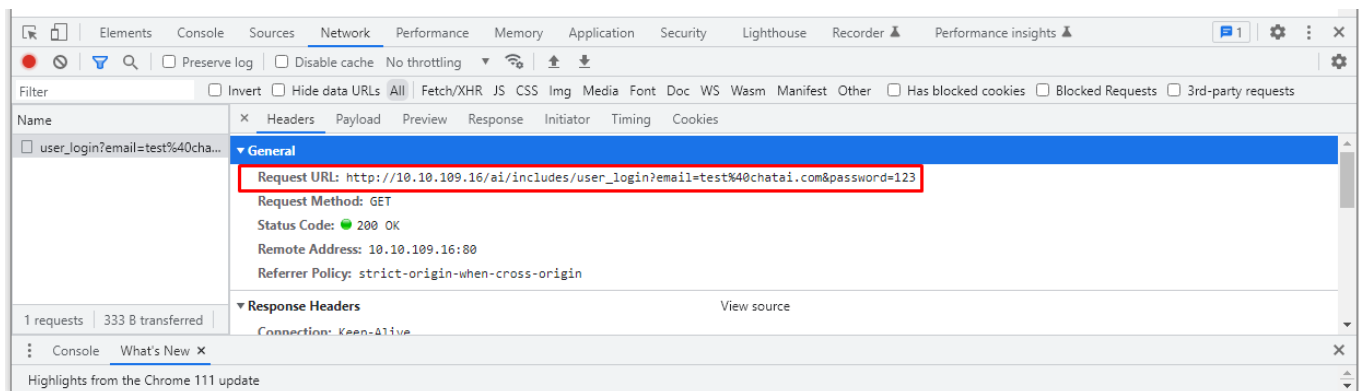 Elements Console Sources Network Performance Memory Application Security Lighthouse Recorder Performance insights 1
Preserve log Disable cache No throttling
Filter Invert Hide data URLs All Fetch/XHR JS CSS Img Media Font Doc WS Wasm Manifest Other Has blocked cookies Blocked Requests 3rd-party requests
Name × Headers Payload Preview Response Initiator Timing Cookies
user_login?email=test%40cha... ▼ General
Request URL: http://10.10.109.16/ai/includes/user_login?email=test%40chatai.com&password=123
Request Method: GET
Status Code: 200 OK
Remote Address: 10.10.109.16:80
Referrer Policy: strict-origin-when-cross-origin
▼ Response Headers View source
1 requests 333 B transferred Connection: Keep-Alive
Console What's New ×
Highlights from the Chrome 111 update